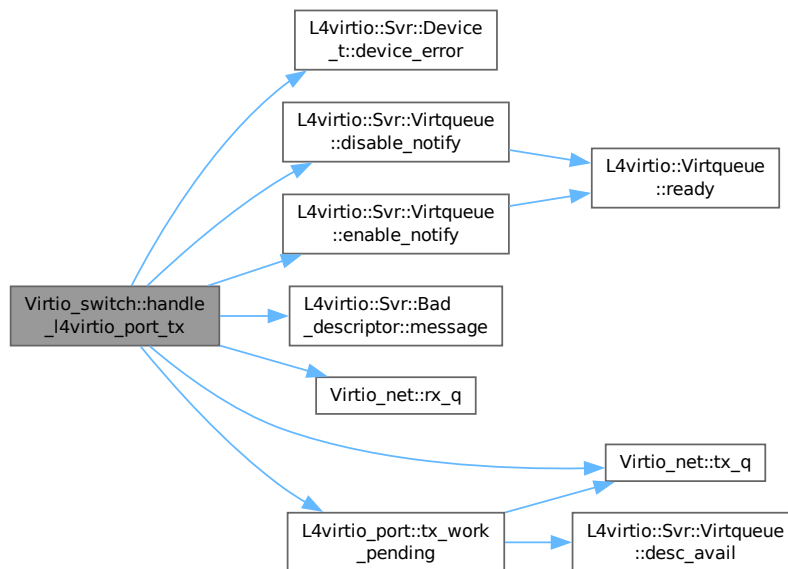 L4virtio::Svr::Device
_t::device_error
L4virtio::Svr::Virtqueue
::disable_notify
L4virtio::Virtqueue
::ready
L4virtio::Svr::Virtqueue
::enable_notify
Virtio_switch::handle
_l4virtio_port_tx
L4virtio::Svr::Bad
_descriptor::message
Virtio_net::rx_q
Virtio_net::tx_q
L4virtio_port::tx_work
_pending
L4virtio::Svr::Virtqueue
::desc_avail